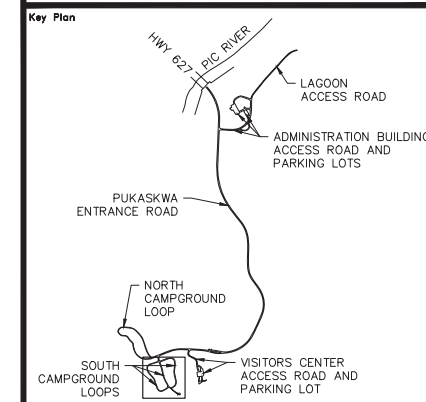 Key Plan
HWY 627
PIC RIVER
LAGOON
ACCESS ROAD
ADMINISTRATION BUILDING
ACCESS ROAD AND
PARKING LOTS
PUKASKWA
ENTRANCE ROAD
NORTH
CAMPGROUND
LOOP
SOUTH
CAMPGROUND
LOOPS
VISITORS CENTER
ACCESS ROAD AND
PARKING LOT